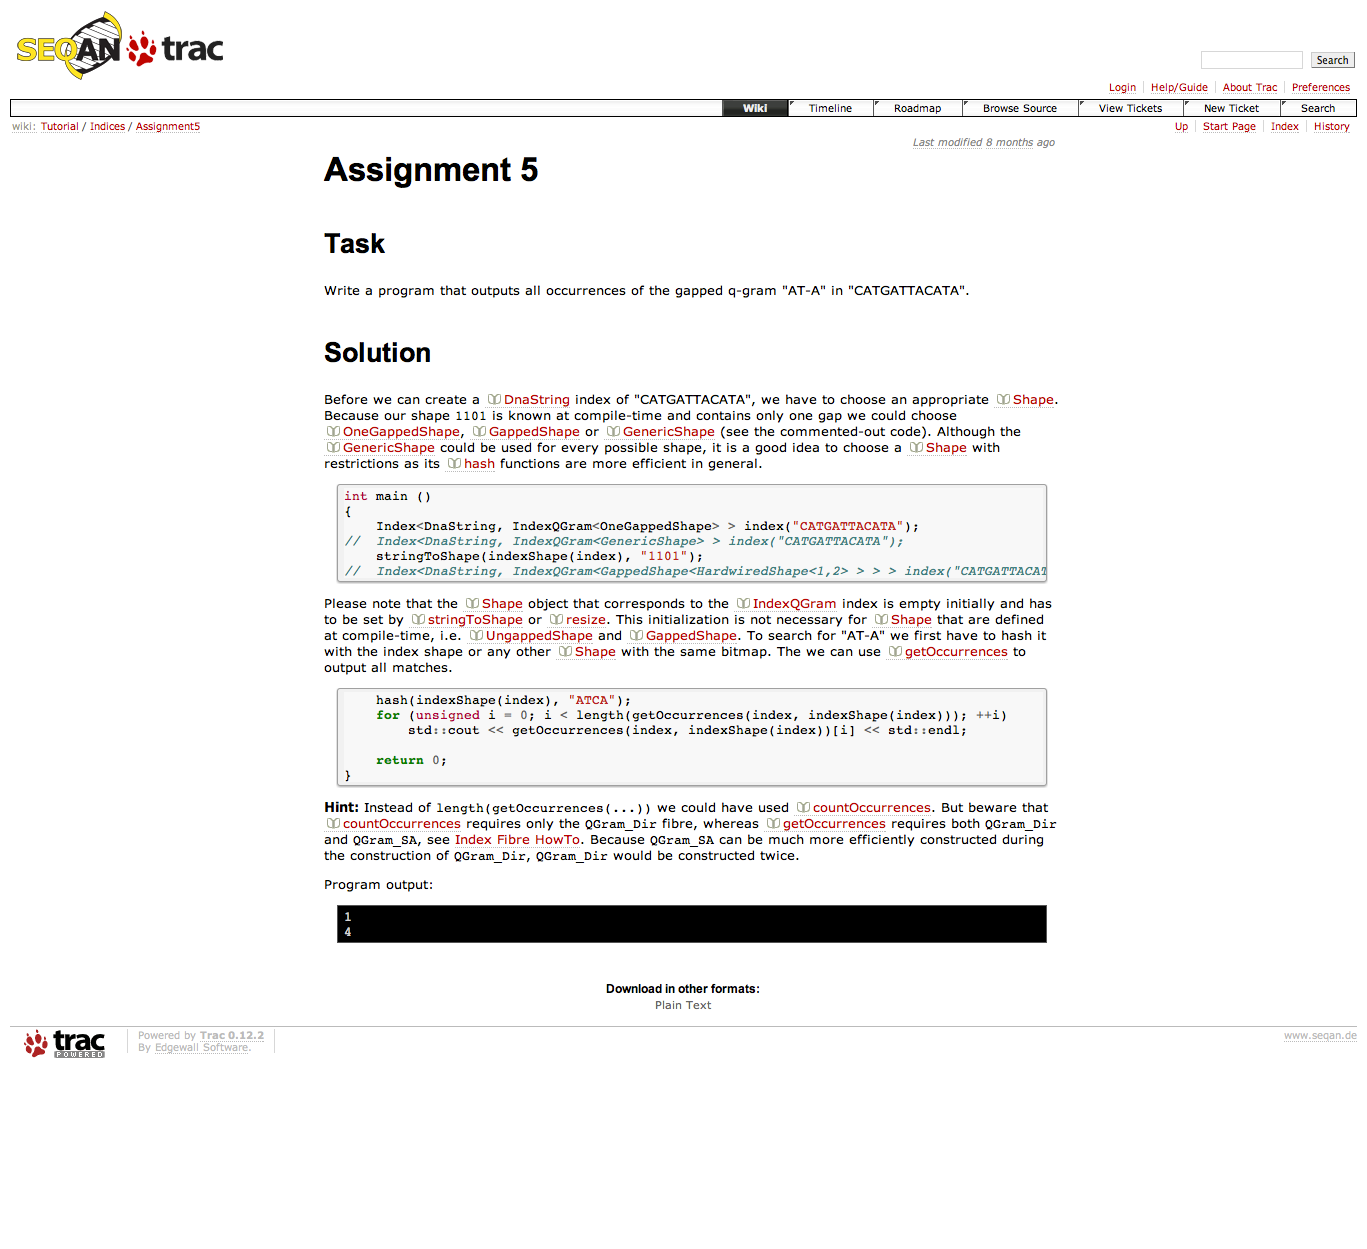 SEQAN trac
Search
Login Help/Guide About Trac Preferences
Wiki Timeline Roadmap Browse Source View Tickets New Ticket Search
wiki: Tutorial / Indices / Assignment5
Up Start Page Index History
Last modified 8 months ago
Assignment 5
Task
Write a program that outputs all occurrences of the gapped q-gram "AT-A" in "CATGATTACATA".
Solution
Before we can create a DnaString index of "CATGATTACATA", we have to choose an appropriate Shape.
Because our shape 1101 is known at compile-time and contains only one gap we could choose
OneGappedShape, GappedShape or GenericShape (see the commented-out code). Although the
GenericShape could be used for every possible shape, it is a good idea to choose a Shape with
restrictions as its hash functions are more efficient in general.
int main ()
{
    Index<DnaString, IndexQGram<OneGappedShape> > index("CATGATTACATA");
//  Index<DnaString, IndexQGram<GenericShape> > index("CATGATTACATA");
    stringToShape(indexShape(index), "1101");
//  Index<DnaString, IndexQGram<GappedShape<HardwiredShape<1,2> > > > index("CATGATTACAT
Please note that the Shape object that corresponds to the IndexQGram index is empty initially and has
to be set by stringToShape or resize. This initialization is not necessary for Shape that are defined
at compile-time, i.e. UngappedShape and GappedShape. To search for "AT-A" we first have to hash it
with the index shape or any other Shape with the same bitmap. The we can use getOccurrences to
output all matches.
    hash(indexShape(index), "ATCA");
    for (unsigned i = 0; i < length(getOccurrences(index, indexShape(index))); ++i)
        std::cout << getOccurrences(index, indexShape(index))[i] << std::endl;
    return 0;
}
Hint: Instead of length(getOccurrences(...)) we could have used countOccurrences. But beware that
countOccurrences requires only the QGram_Dir fibre, whereas getOccurrences requires both QGram_Dir
and QGram_SA, see Index Fibre HowTo. Because QGram_SA can be much more efficiently constructed during
the construction of QGram_Dir, QGram_Dir would be constructed twice.
Program output:
1
4
Download in other formats:
Plain Text
trac POWERED
Powered by Trac 0.12.2
By Edgewall Software.
www.seqan.de